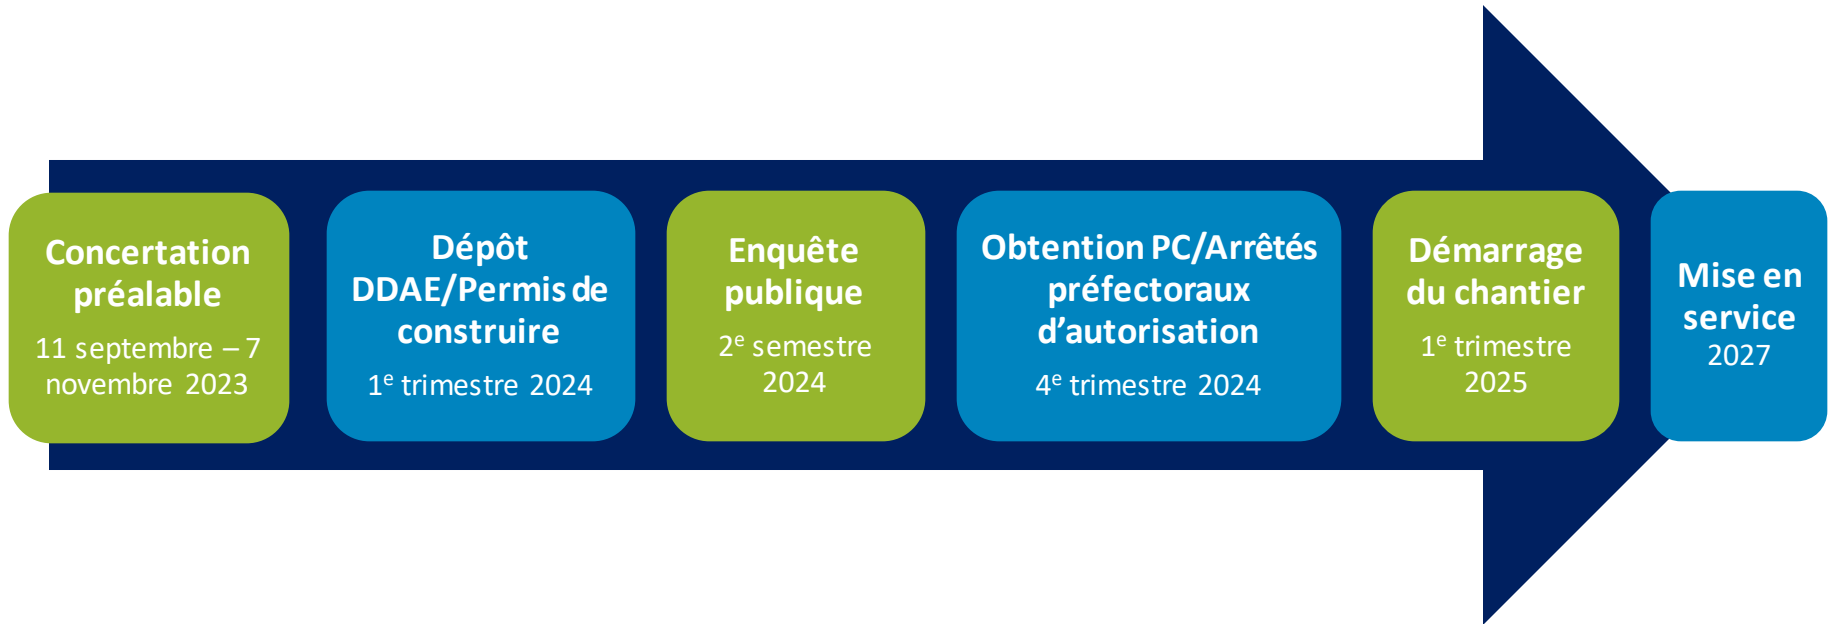 Concertation
préalable
11 septembre – 7
novembre 2023
Dépôt
DDAE/Permis de
construire
1e trimestre 2024
Enquête
publique
2e semestre
2024
Obtention PC/Arrêtés
préfectoraux
d’autorisation
4e trimestre 2024
Démarrage
du chantier
1e trimestre
2025
Mise en
service
2027